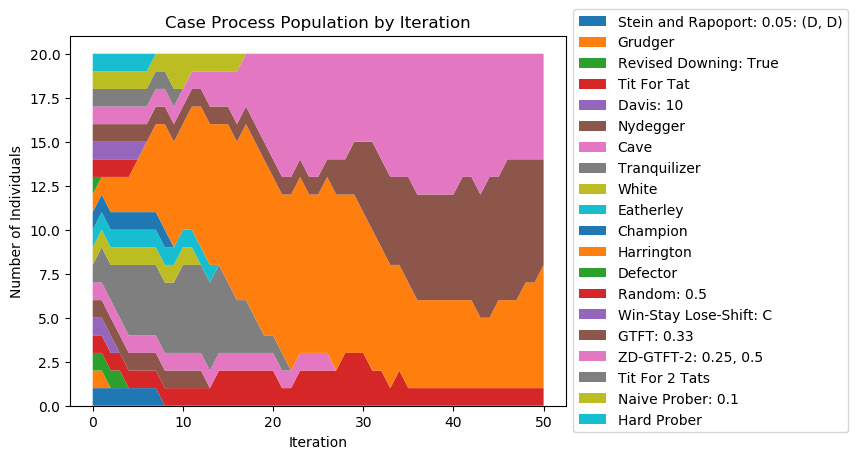 Case Process Population by Iteration
20.0
17.5
15.0
12.5
10.0
7.5
5.0
2.5
0.0
Number of Individuals
0
10
20
30
40
50
Iteration
Stein and Rapoport: 0.05: (D, D)
Grudger
Revised Downing: True
Tit For Tat
Davis: 10
Nydegger
Cave
Tranquilizer
White
Eatherley
Champion
Harrington
Defector
Random: 0.5
Win-Stay Lose-Shift: C
GTFT: 0.33
ZD-GTFT-2: 0.25, 0.5
Tit For 2 Tats
Naive Prober: 0.1
Hard Prober